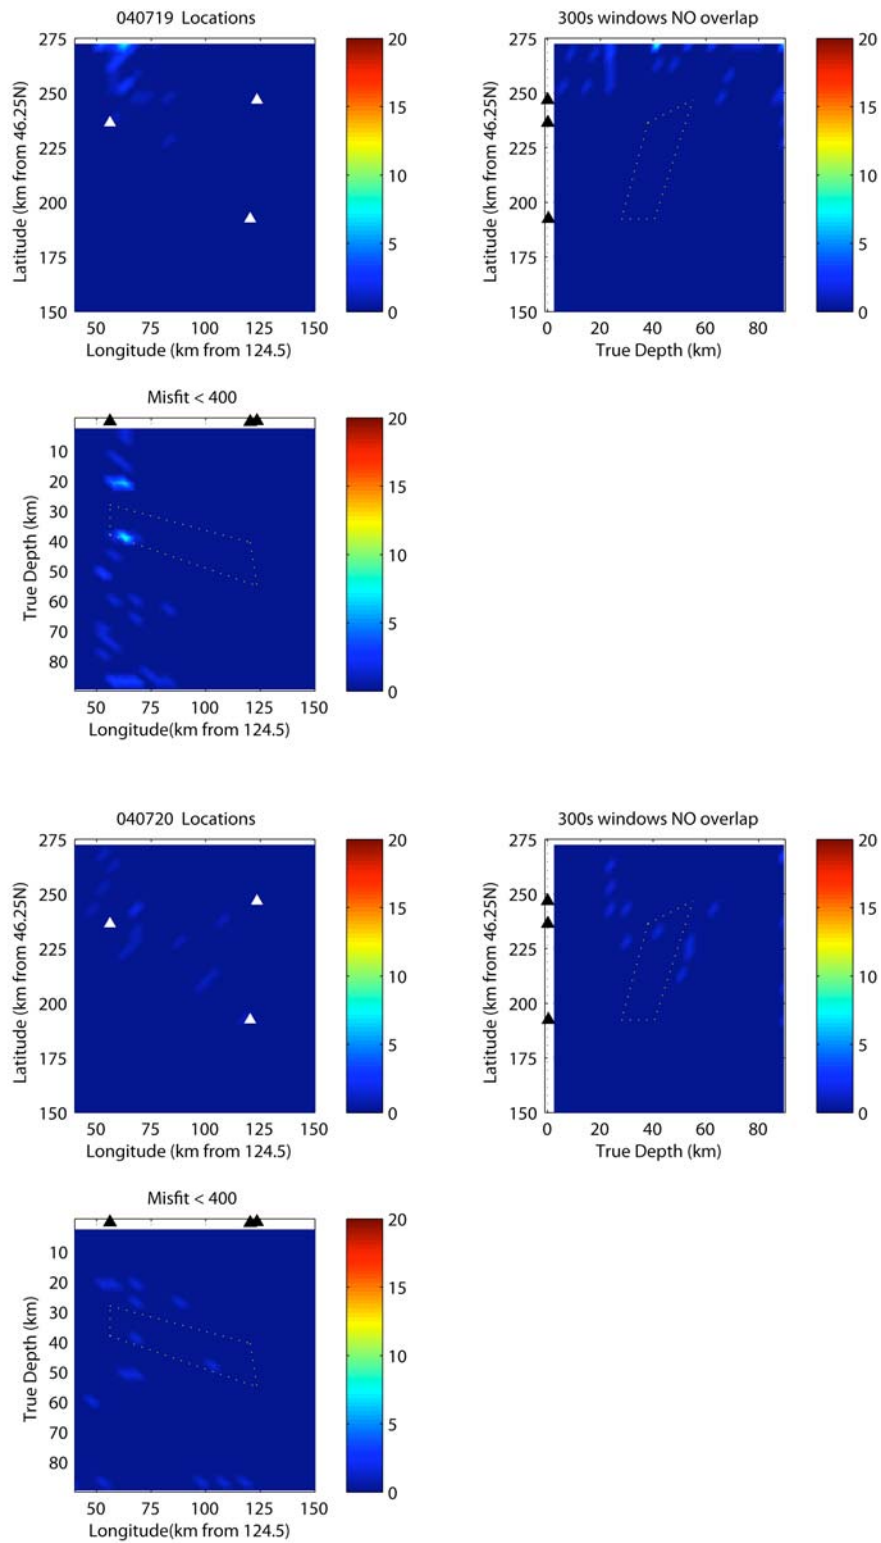 040719 Locations
275
250
225
200
175
150
Latitude (km from 46.25N)
50 75 100 125 150
Longitude (km from 124.5)
20
15
10
5
0
300s windows NO overlap
275
250
225
200
175
150
Latitude (km from 46.25N)
0 20 40 60 80
True Depth (km)
20
15
10
5
0
Misfit < 400
10
20
30
40
50
60
70
80
True Depth (km)
50 75 100 125 150
Longitude(km from 124.5)
20
15
10
5
0
040720 Locations
275
250
225
200
175
150
Latitude (km from 46.25N)
50 75 100 125 150
Longitude (km from 124.5)
20
15
10
5
0
300s windows NO overlap
275
250
225
200
175
150
Latitude (km from 46.25N)
0 20 40 60 80
True Depth (km)
20
15
10
5
0
Misfit < 400
10
20
30
40
50
60
70
80
True Depth (km)
50 75 100 125 150
Longitude(km from 124.5)
20
15
10
5
0